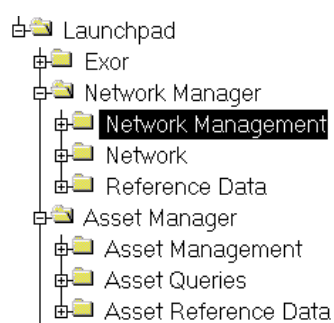 Launchpad
Exor
Network Manager
Network Management
Network
Reference Data
Asset Manager
Asset Management
Asset Queries
Asset Reference Data